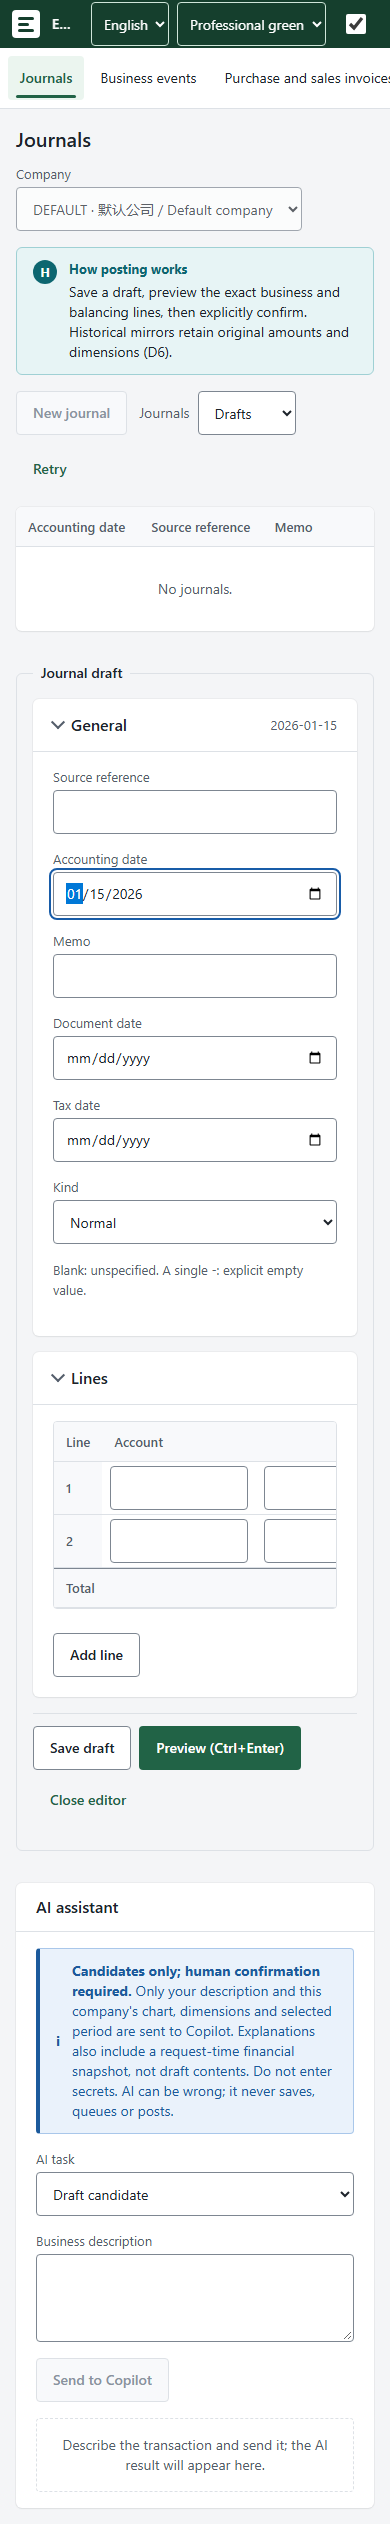 E...
English
Professional green
Journals
Business events
Purchase and sales invoices
Journals
Company
DEFAULT · 默认公司 / Default company
H
How posting works
Save a draft, preview the exact business and
balancing lines, then explicitly confirm.
Historical mirrors retain original amounts and
dimensions (D6).
New journal
Journals
Drafts
Retry
Accounting date
Source reference
Memo
No journals.
Journal draft
General
2026-01-15
Source reference
Accounting date
01/15/2026
Memo
Document date
mm/dd/yyyy
Tax date
mm/dd/yyyy
Kind
Normal
Blank: unspecified. A single -: explicit empty
value.
Lines
Line
Account
1
2
Total
Add line
Save draft
Preview (Ctrl+Enter)
Close editor
AI assistant
i
Candidates only; human confirmation
required. Only your description and this
company's chart, dimensions and selected
period are sent to Copilot. Explanations
also include a request-time financial
snapshot, not draft contents. Do not enter
secrets. AI can be wrong; it never saves,
queues or posts.
AI task
Draft candidate
Business description
Send to Copilot
Describe the transaction and send it; the AI
result will appear here.